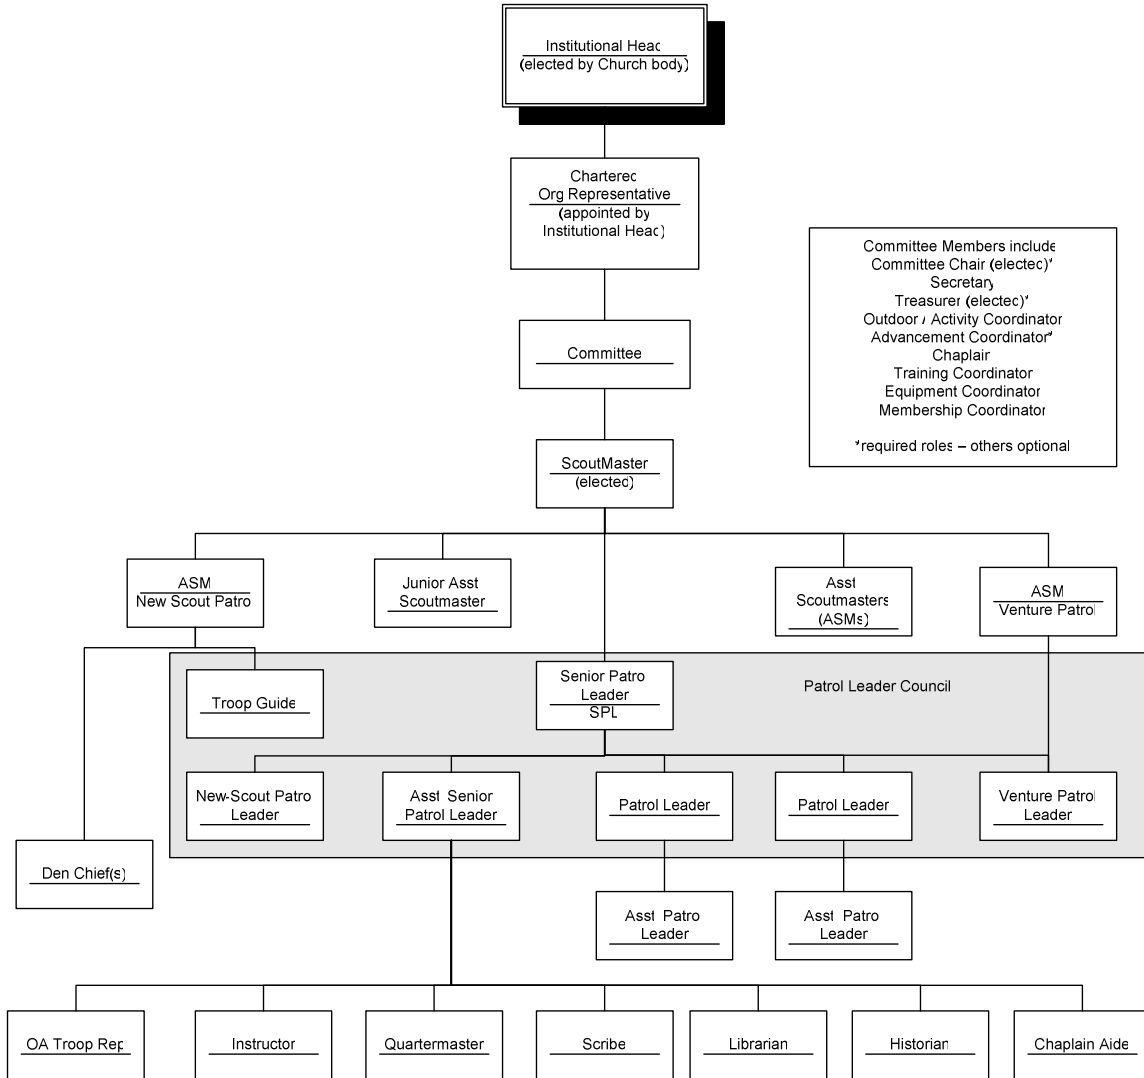 Institutional Head
(elected by Church body)
Chartered
Org Representative
(appointed by
Institutional Head)
Committee Members include
Committee Chair (elected)*
Secretary
Treasurer (elected)*
Outdoor / Activity Coordinator
Advancement Coordinator*
Chaplain
Training Coordinator
Equipment Coordinator
Membership Coordinator
*required roles – others optional
Committee
ScoutMaster
(elected)
ASM
New Scout Patrol
Junior Asst
Scoutmaster
Asst
Scoutmasters
(ASMs)
ASM
Venture Patrol
Troop Guide
Senior Patrol
Leader
SPL
Patrol Leader Council
New-Scout Patrol
Leader
Asst Senior
Patrol Leader
Patrol Leader
Patrol Leader
Venture Patrol
Leader
Den Chief(s)
Asst Patrol
Leader
Asst Patrol
Leader
OA Troop Rep
Instructor
Quartermaster
Scribe
Librarian
Historian
Chaplain Aide